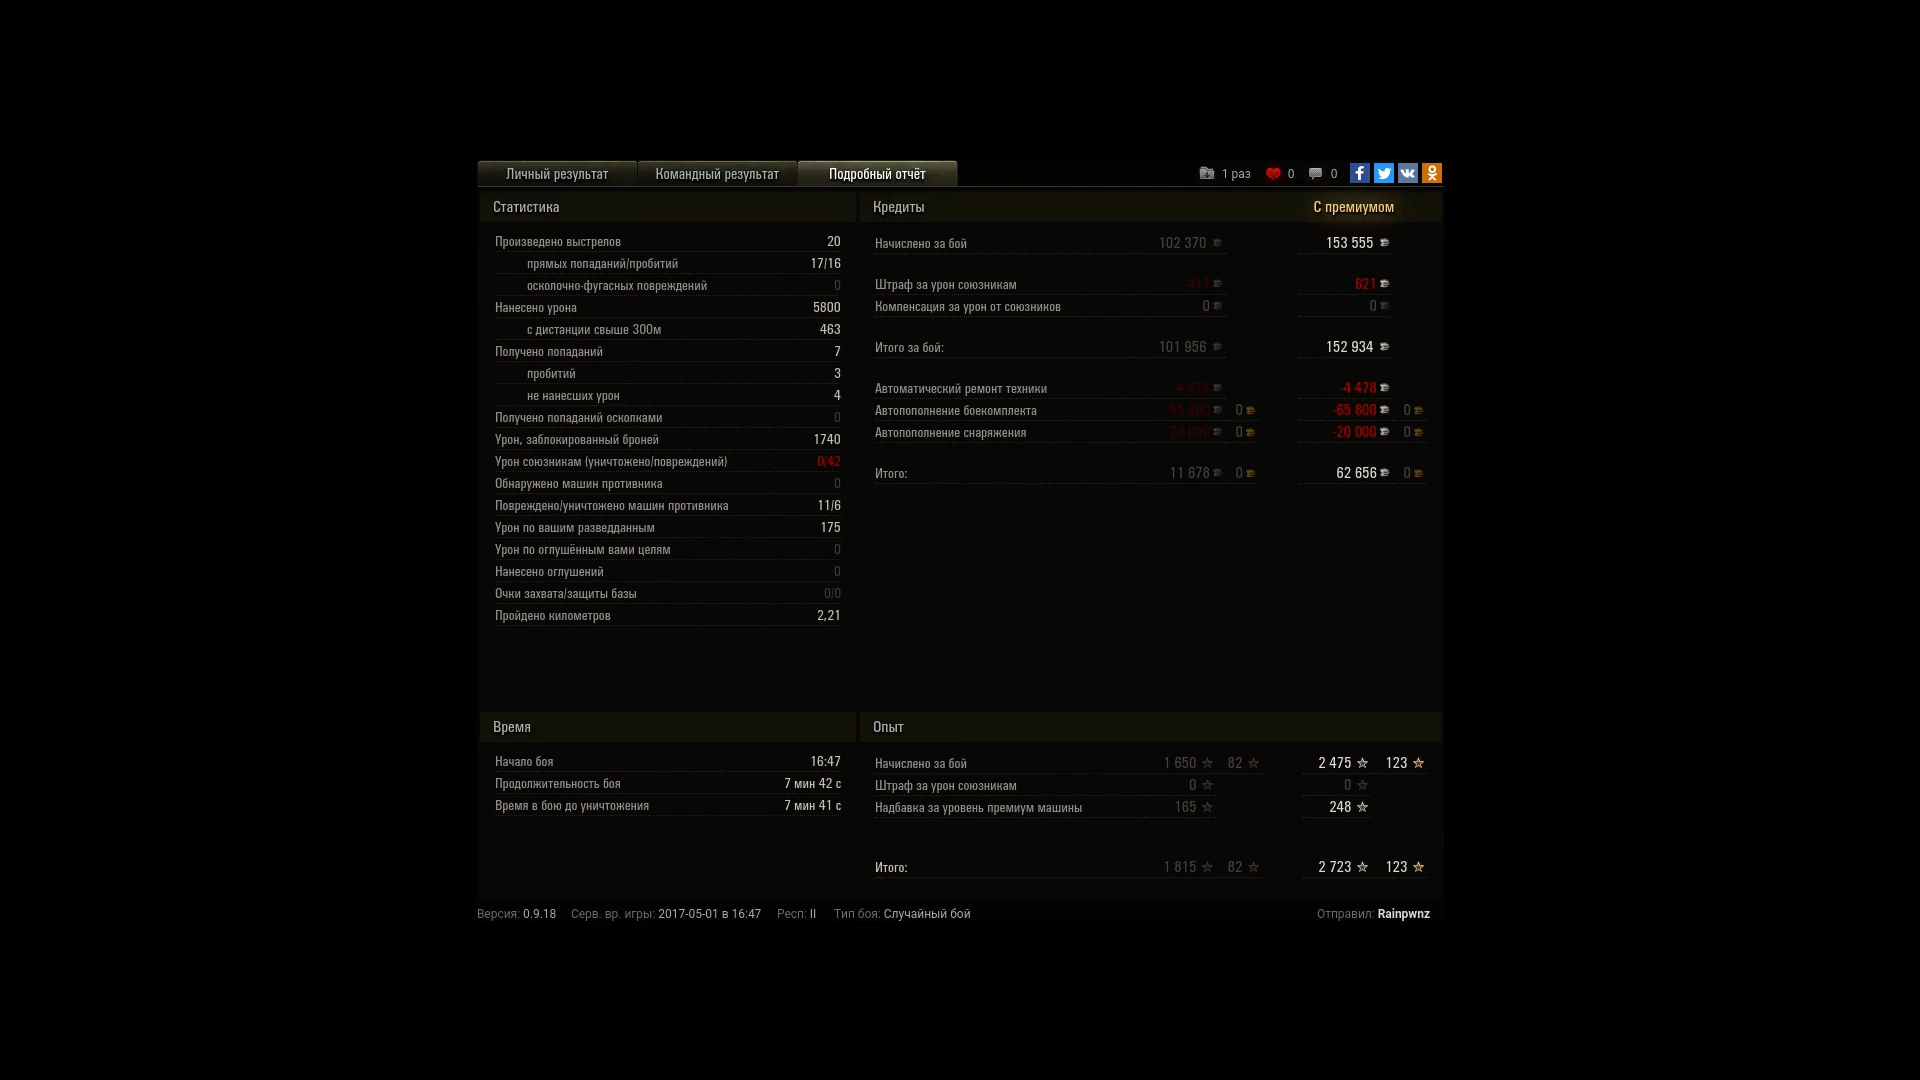 Личный результат Командный результат Подробный отчёт 1 раз 0 0
Статистика
Произведено выстрелов 20
прямых попаданий/пробитий 17/16
осколочно-фугасных повреждений 0
Нанесено урона 5800
с дистанции свыше 300м 463
Получено попаданий 7
пробитий 3
не нанесших урон 4
Получено попаданий осколками 0
Урон, заблокированный броней 1740
Урон союзникам (уничтожено/повреждений) 0/42
Обнаружено машин противника 0
Повреждено/уничтожено машин противника 11/6
Урон по вашим разведданным 175
Урон по оглушённым вами целям 0
Нанесено оглушений 0
Очки захвата/защиты базы 0/0
Пройдено километров 2,21
Кредиты С премиумом
Начислено за бой 102 370 153 555
Штраф за урон союзникам -414 621
Компенсация за урон от союзников 0 0
Итого за бой: 101 956 152 934
Автоматический ремонт техники -4 478 -4 478
Автопополнение боекомплекта -65 800 0 -65 800 0
Автопополнение снаряжения -20 000 0 -20 000 0
Итого: 11 678 0 62 656 0
Время
Начало боя 16:47
Продолжительность боя 7 мин 42 с
Время в бою до уничтожения 7 мин 41 с
Опыт
Начислено за бой 1 650 82 2 475 123
Штраф за урон союзникам 0 0
Надбавка за уровень премиум машины 165 248
Итого: 1 815 82 2 723 123
Версия: 0.9.18 Серв. вр. игры: 2017-05-01 в 16:47 Респ: II Тип боя: Случайный бой Отправил: Rainpwnz